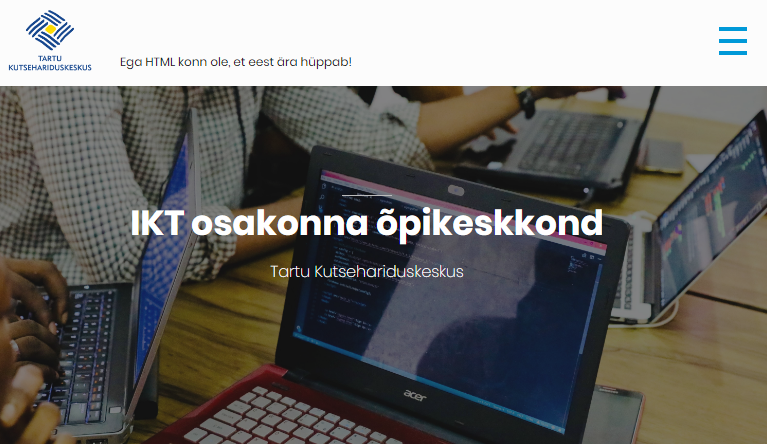 TARTU
KUTSEHARIDUSKESKUS
Ega HTML konn ole, et eest ära hüppab!
IKT osakonna õpikeskkond
Tartu Kutsehariduskeskus
acer